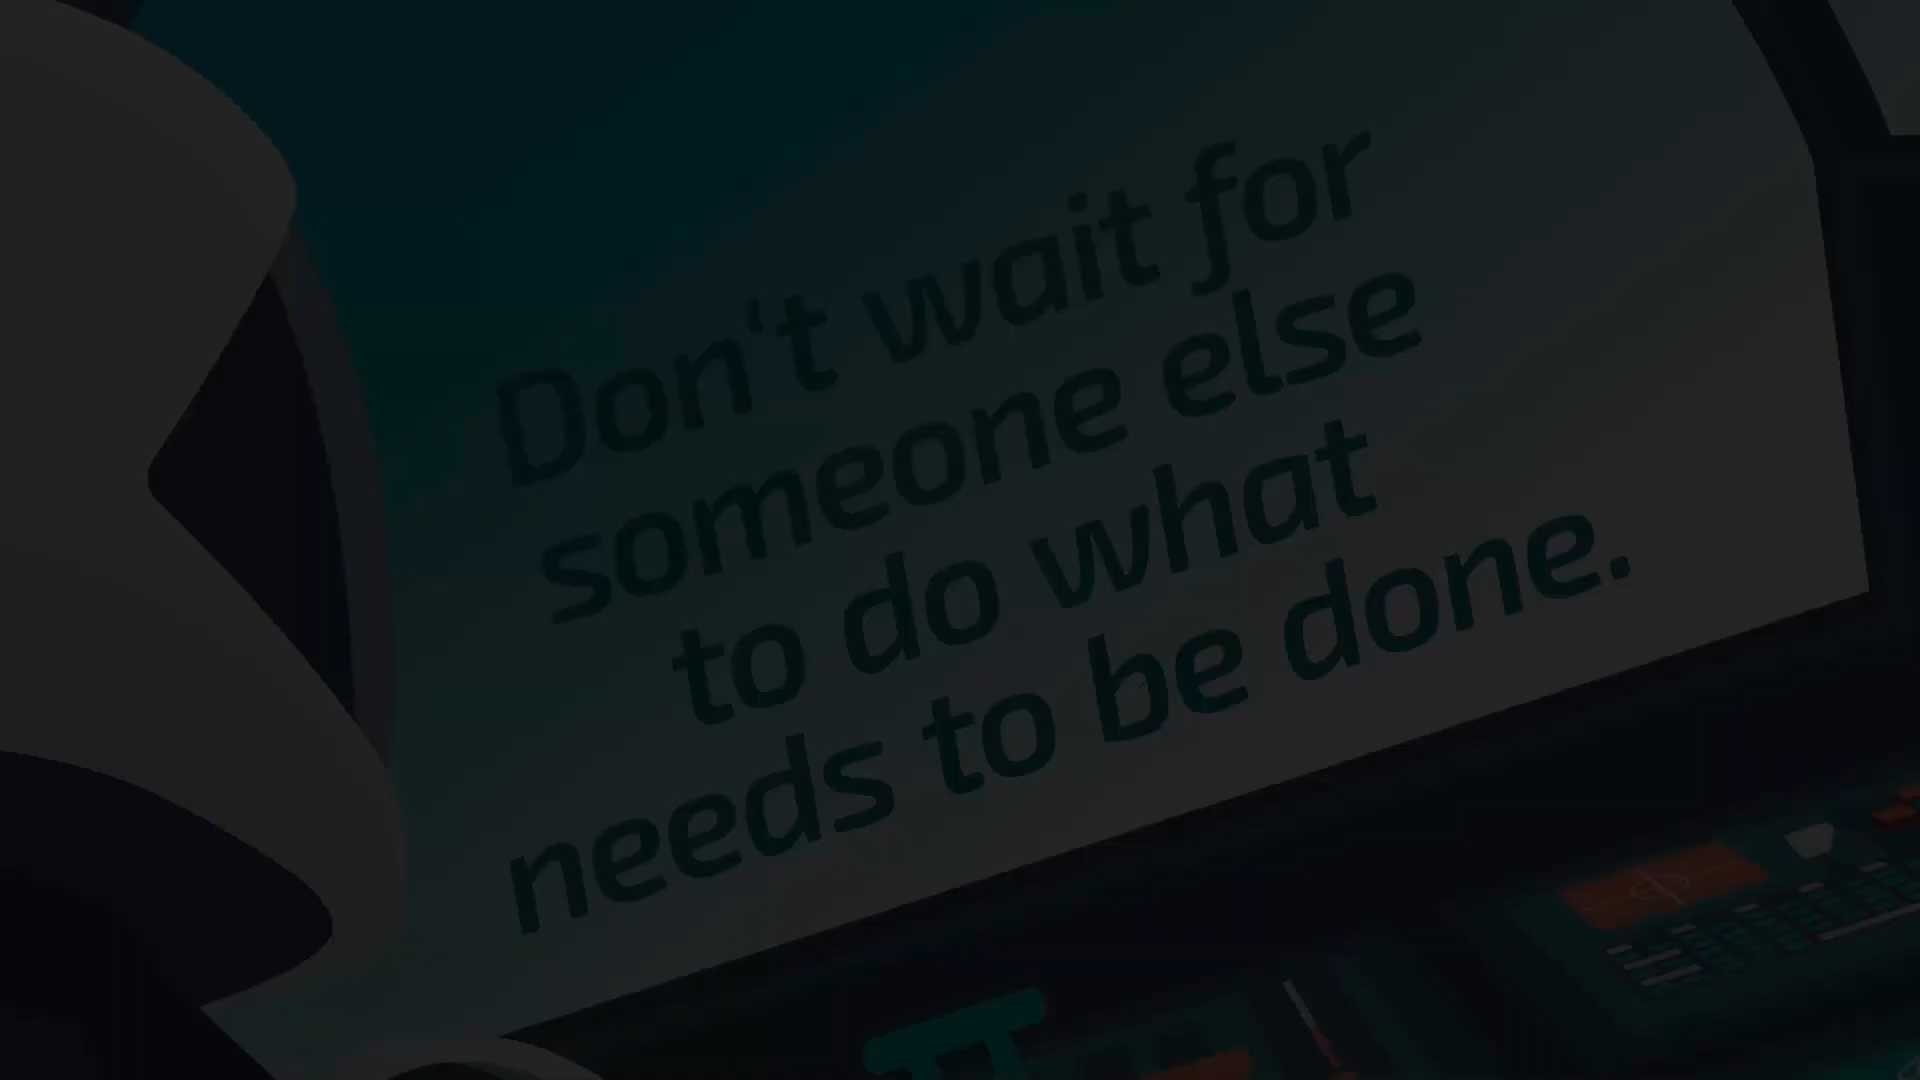 Don't wait for
someone else
to do what
needs to be done.